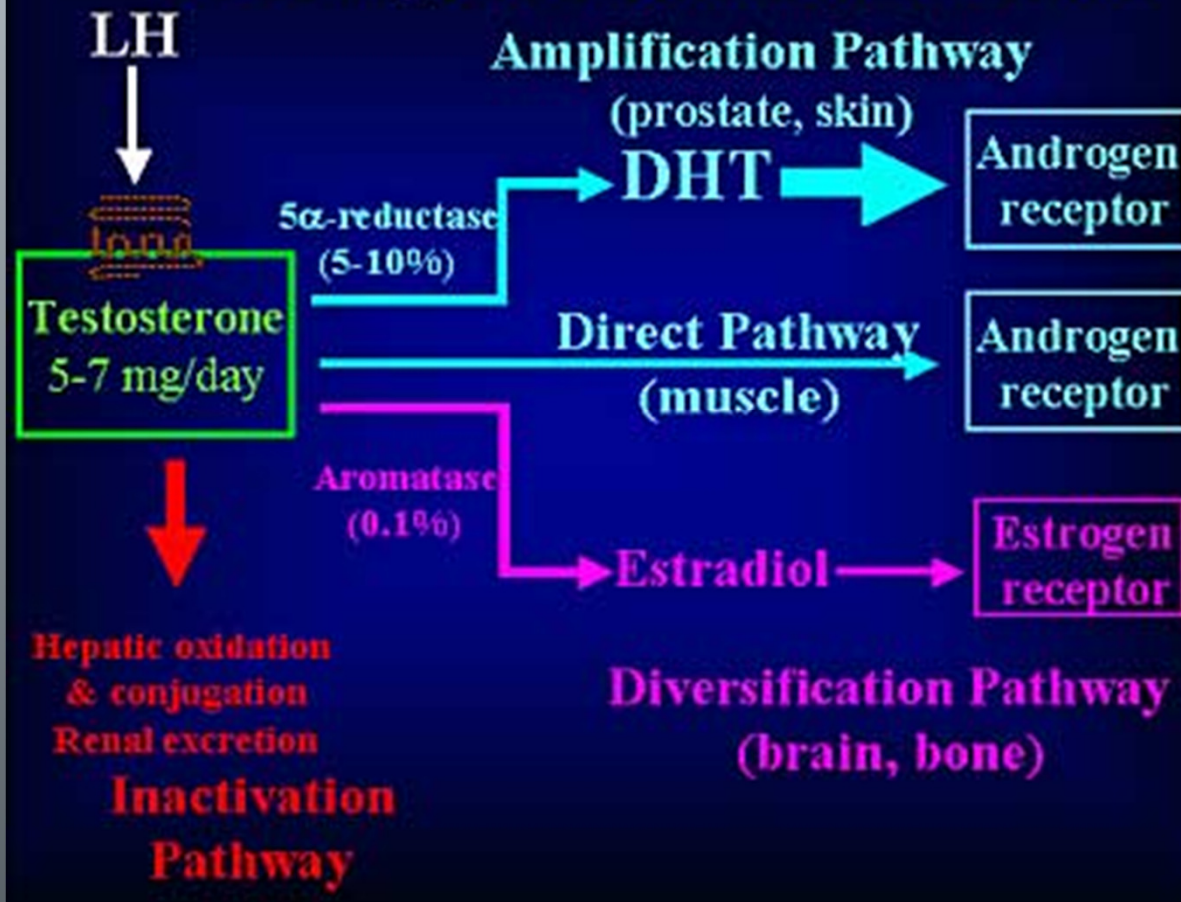 LH
Amplification Pathway
(prostate, skin)
DHT
Androgen
receptor
5α-reductase
(5-10%)
Testosterone
5-7 mg/day
Direct Pathway
(muscle)
Androgen
receptor
Aromatase
(0.1%)
Estradiol
Estrogen
receptor
Diversification Pathway
(brain, bone)
Hepatic oxidation
& conjugation
Renal excretion
Inactivation
Pathway